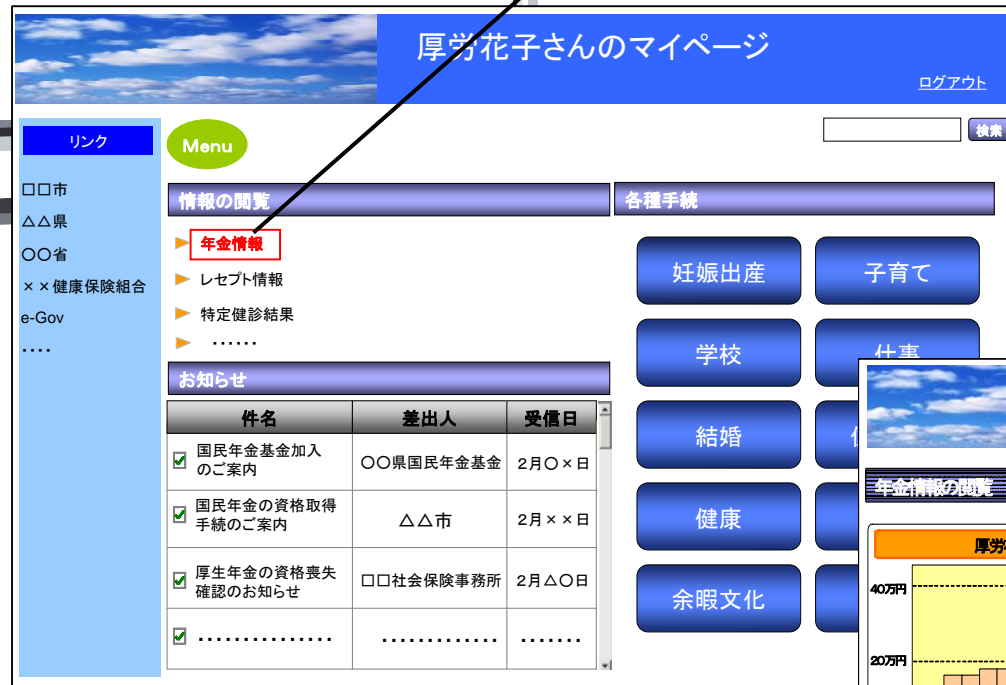 厚労花子さんのマイページ
ログアウト
リンク
□□市
△△県
○○省
××健康保険組合
e-Gov
‥‥
Menu
検索
情報の閲覧
年金情報
レセプト情報
特定健診結果
‥‥‥
お知らせ
件名 差出人 受信日
国民年金基金加入
のご案内
○○県国民年金基金 2月○×日
国民年金の資格取得
手続のご案内
△△市 2月××日
厚生年金の資格喪失
確認のお知らせ
□□社会保険事務所 2月△○日
‥‥‥‥‥‥‥ ‥‥‥‥‥‥‥ ‥‥‥‥
各種手続
妊娠出産 子育て
学校 仕事
結婚
健康
余暇文化
年金情報の閲覧
厚労
40万円
20万円